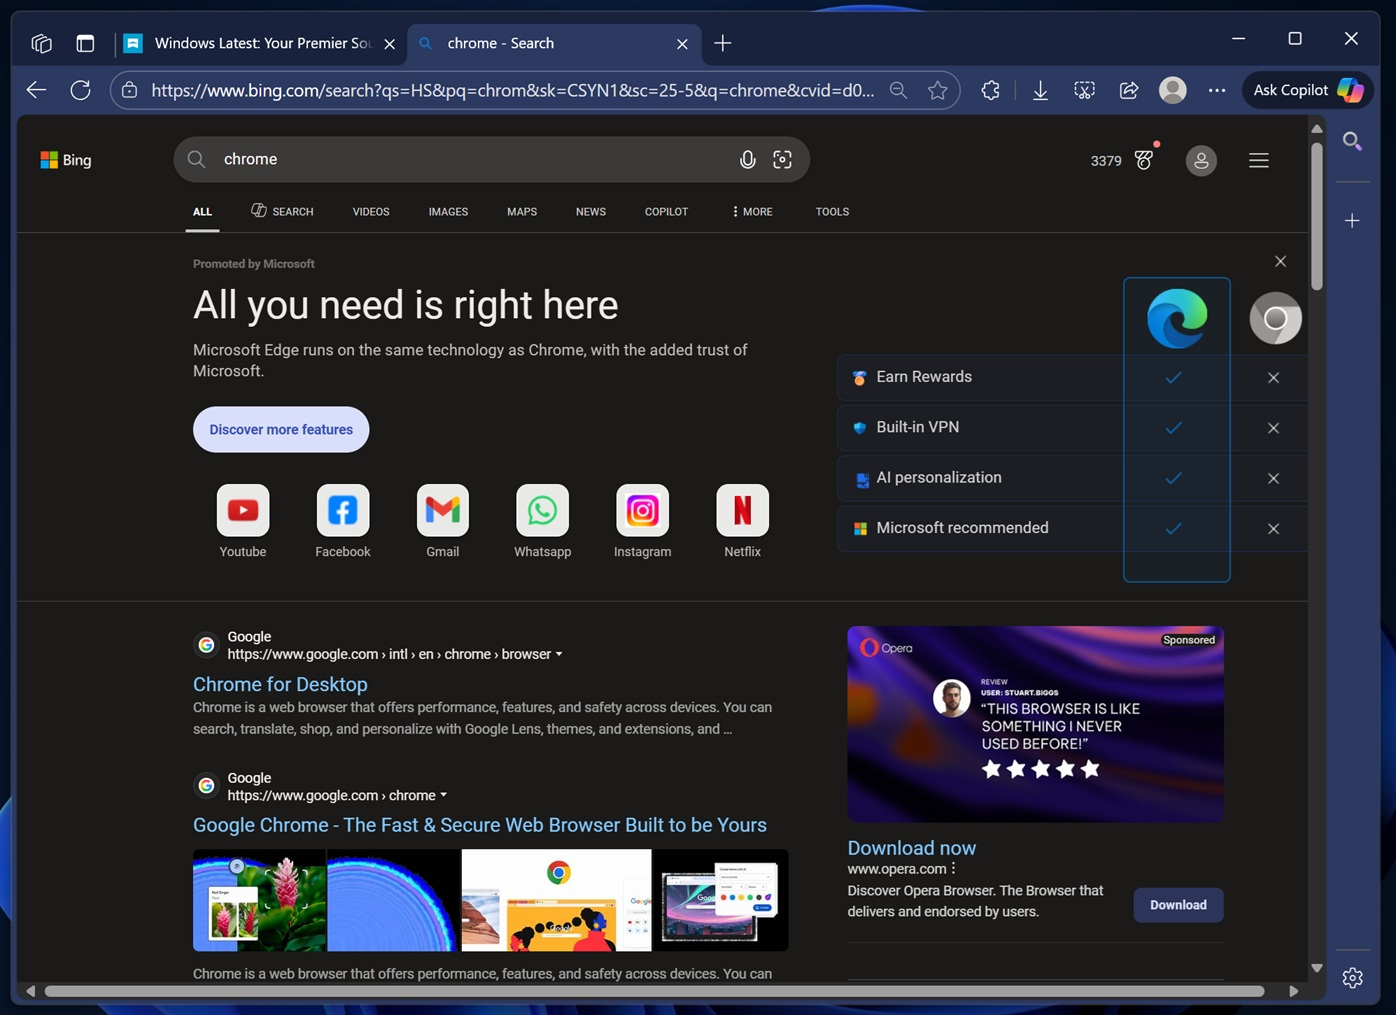 Windows Latest: Your Premier Sou
chrome - Search
https://www.bing.com/search?qs=HS&pq=chrom&sk=CSYN1&sc=25-5&q=chrome&cvid=d0...
Ask Copilot
Bing
chrome
3379
ALL
SEARCH
VIDEOS
IMAGES
MAPS
NEWS
COPILOT
MORE
TOOLS
Promoted by Microsoft
All you need is right here
Microsoft Edge runs on the same technology as Chrome, with the added trust of
Microsoft.
Discover more features
Youtube
Facebook
Gmail
Whatsapp
Instagram
Netflix
Earn Rewards
Built-in VPN
AI personalization
Microsoft recommended
Google
https://www.google.com › intl › en › chrome › browser
Chrome for Desktop
Chrome is a web browser that offers performance, features, and safety across devices. You can
search, translate, shop, and personalize with Google Lens, themes, and extensions, and ...
Google
https://www.google.com › chrome
Google Chrome - The Fast & Secure Web Browser Built to be Yours
Chrome is a web browser that offers performance, features, and safety across devices. You can
Sponsored
Opera
REVIEW
USER: STUART.BIGGS
“THIS BROWSER IS LIKE
SOMETHING I NEVER
USED BEFORE!”
Download now
www.opera.com
Discover Opera Browser. The Browser that
delivers and endorsed by users.
Download